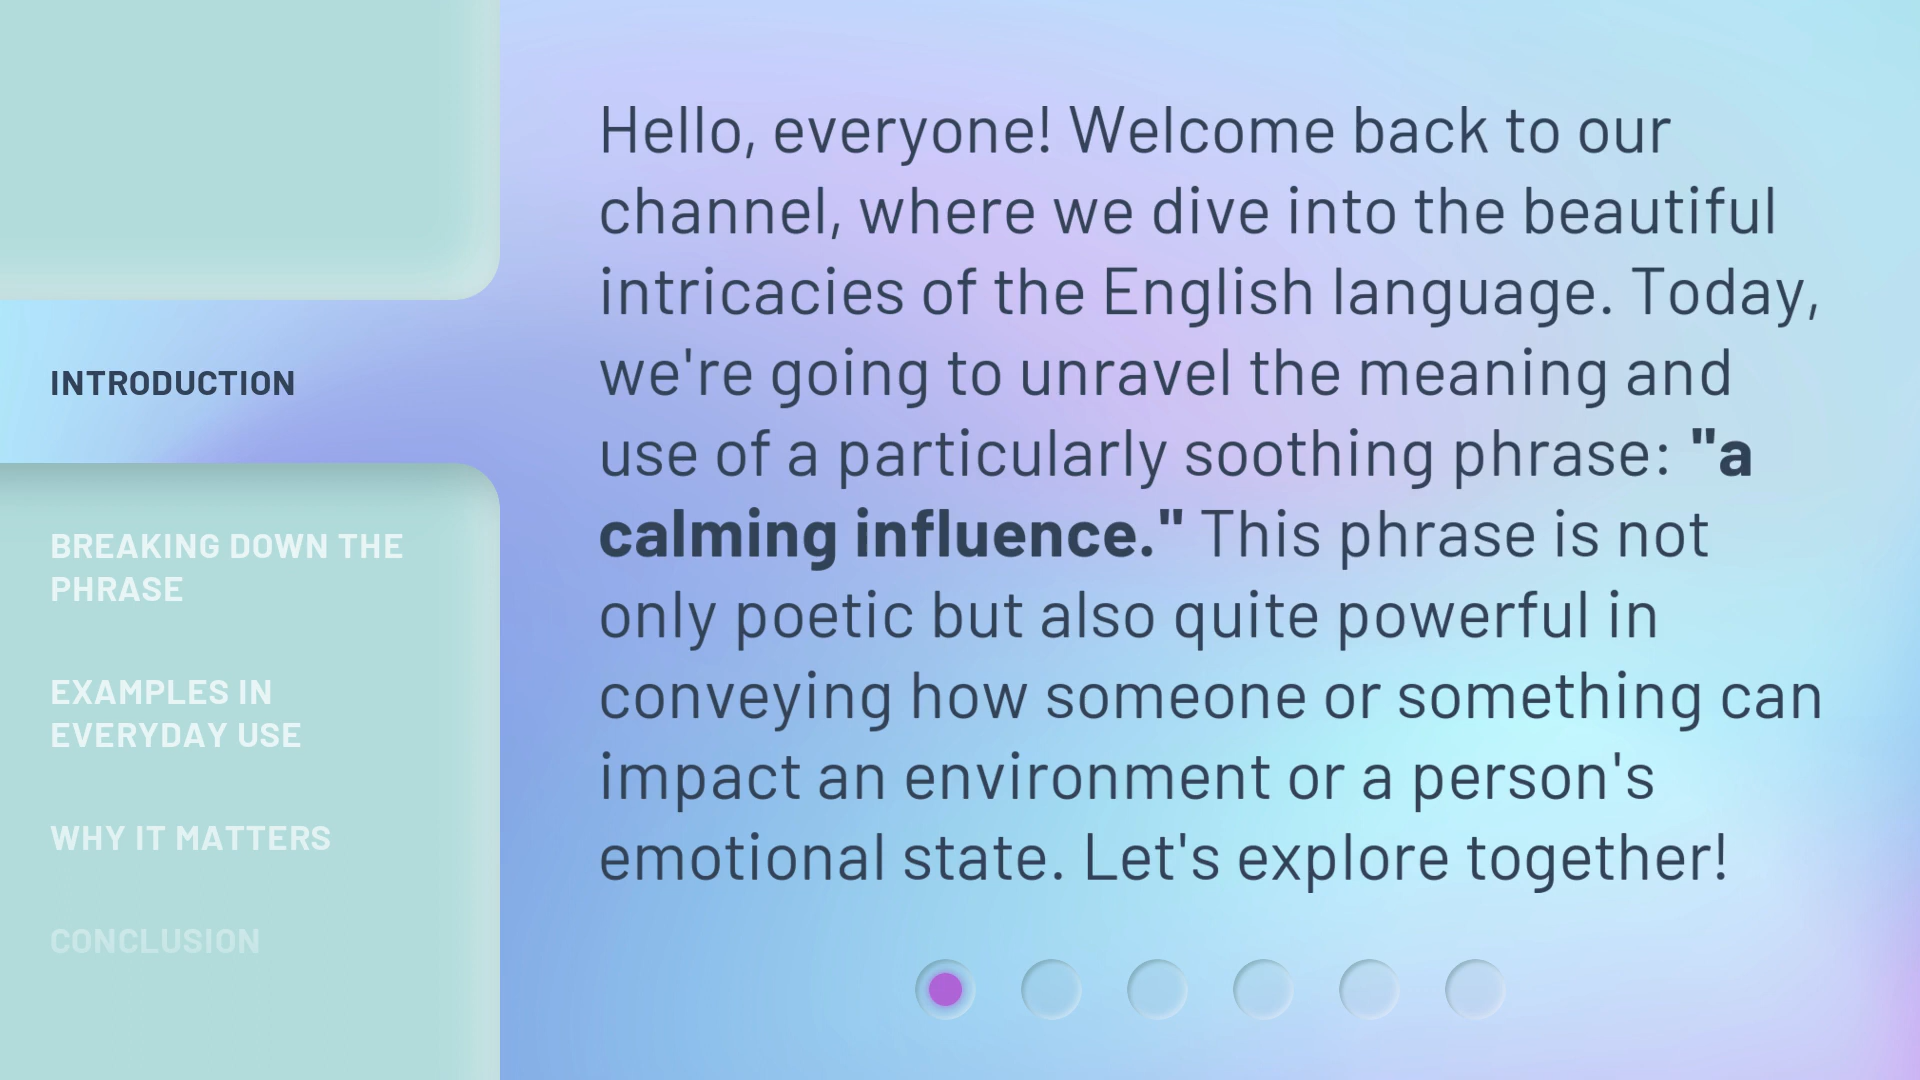 INTRODUCTION
BREAKING DOWN THE
PHRASE
EXAMPLES IN
EVERYDAY USE
WHY IT MATTERS
CONCLUSION
Hello, everyone! Welcome back to our
channel, where we dive into the beautiful
intricacies of the English language. Today,
we're going to unravel the meaning and
use of a particularly soothing phrase: "a
calming influence." This phrase is not
only poetic but also quite powerful in
conveying how someone or something can
impact an environment or a person's
emotional state. Let's explore together!